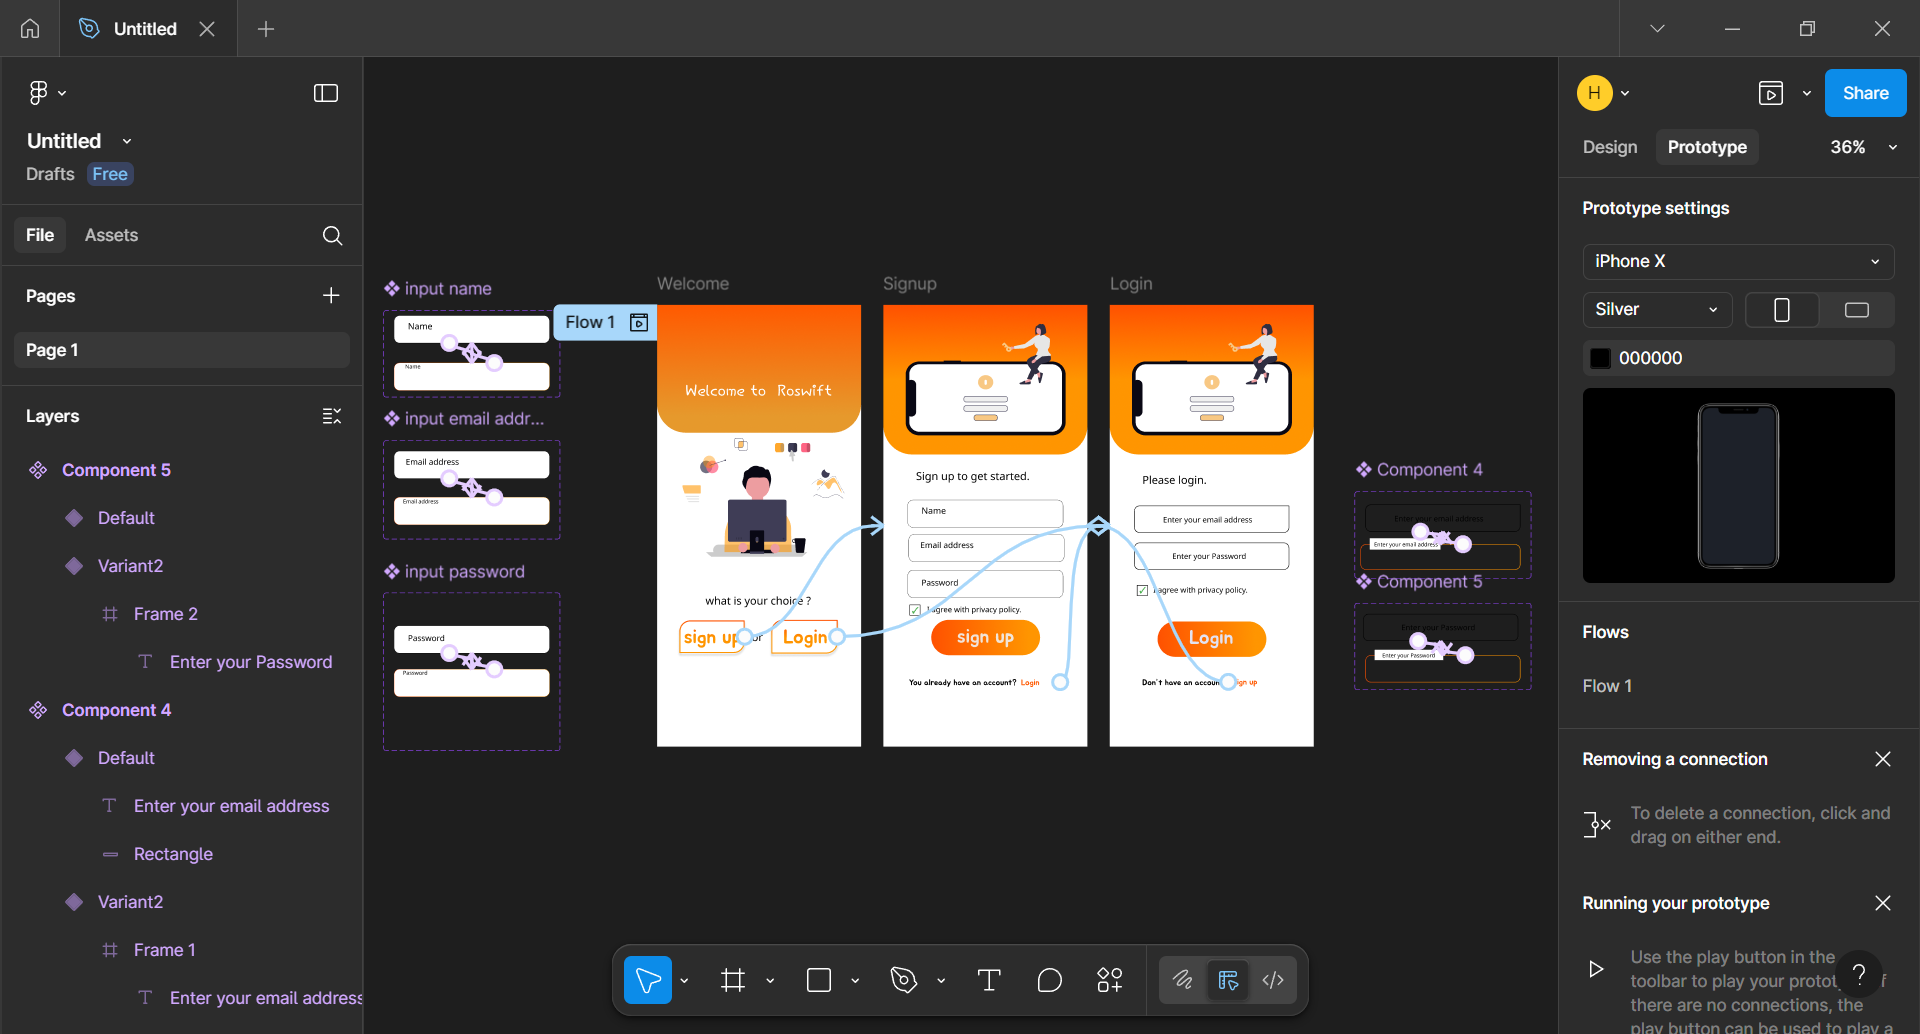 Untitled
Untitled
Drafts Free
File Assets
Pages
Page 1
Layers
Component 5
Default
Variant2
Frame 2
Enter your Password
Component 4
Default
Enter your email address
Rectangle
Variant2
Frame 1
Enter your email address
input name
Name
Name
input email addr...
Email address
Email address
input password
Password
Password
Flow 1
Welcome
Welcome to Roswift
what is your choice ?
sign up or Login
Signup
Sign up to get started.
Name
Email address
Password
I agree with privacy policy.
sign up
You already have an account? Login
Login
Please login.
Enter your email address
Enter your Password
I agree with privacy policy.
Login
Don't have an account sign up
Component 4
Enter your email address
Enter your email address
Component 5
Enter your Password
Enter your Password
H
Share
Design Prototype 36%
Prototype settings
iPhone X
Silver
000000
Flows
Flow 1
Removing a connection
To delete a connection, click and
drag on either end.
Running your prototype
Use the play button in the
toolbar to play your prototype. If
there are no connections, the
play button can be used to play a
?